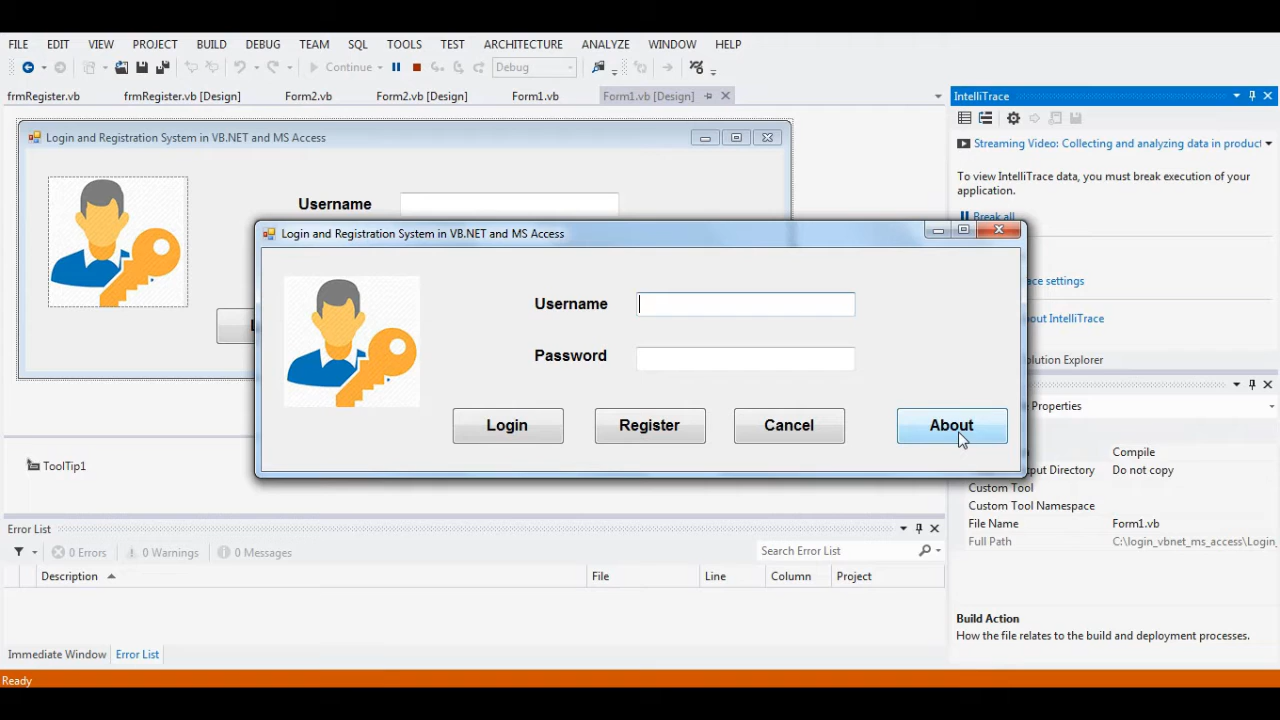 FILE EDIT VIEW PROJECT BUILD DEBUG TEAM SQL TOOLS TEST ARCHITECTURE ANALYZE WINDOW HELP
Continue Debug
frmRegister.vb frmRegister.vb [Design] Form2.vb Form2.vb [Design] Form1.vb Form1.vb [Design]
IntelliTrace
Streaming Video: Collecting and analyzing data in product
To view IntelliTrace data, you must break execution of your
application.
Break all
Login and Registration System in VB.NET and MS Access
Username
L
Login and Registration System in VB.NET and MS Access
Username
Password
Login Register Cancel About
ace settings
out IntelliTrace
olution Explorer
Properties
Compile
put Directory Do not copy
Custom Tool
Custom Tool Namespace
File Name Form1.vb
Full Path C:\login_vbnet_ms_access\Login_
Build Action
How the file relates to the build and deployment processes.
ToolTip1
Error List
0 Errors 0 Warnings 0 Messages Search Error List
Description File Line Column Project
Immediate Window Error List
Ready